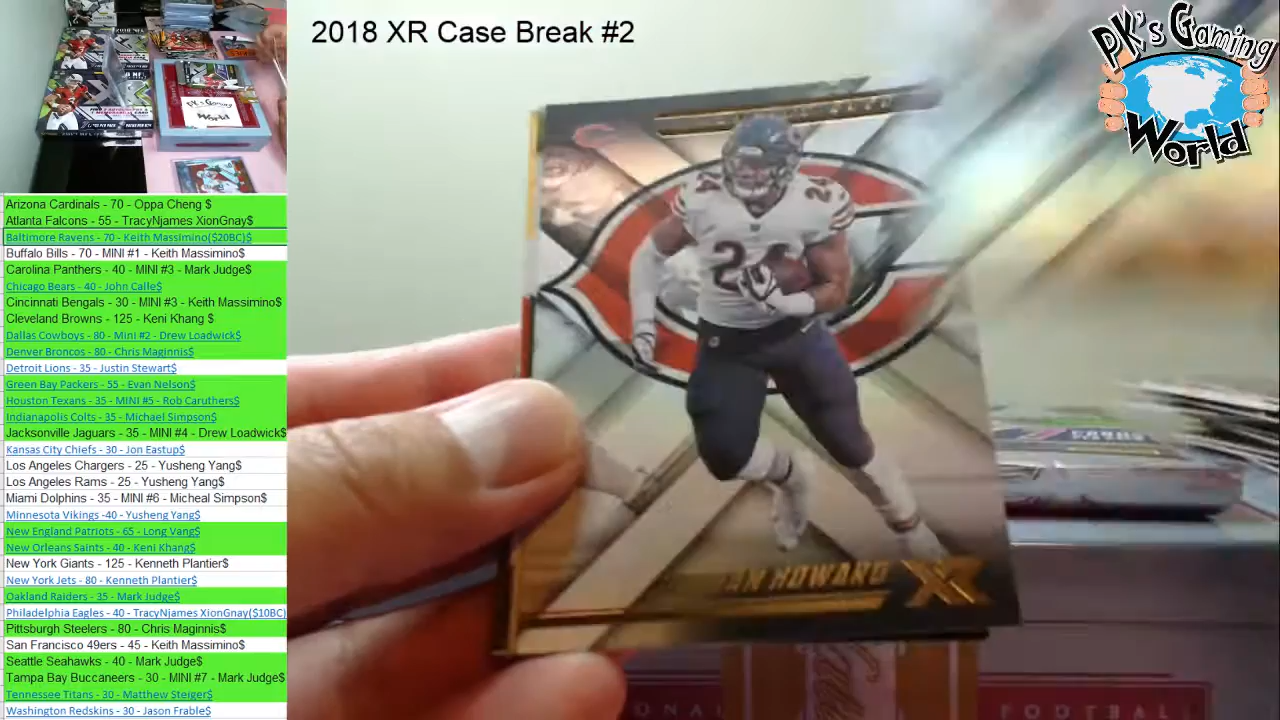 2018 XR Case Break #2
PK's Gaming
World
Arizona Cardinals - 70 - Oppa Cheng $
Atlanta Falcons - 55 - TracyNjames XionGnay$
Baltimore Ravens - 70 - Keith Massimino($20BC)$
Buffalo Bills - 70 - MINI #1 - Keith Massimino$
Carolina Panthers - 40 - MINI #3 - Mark Judge$
Chicago Bears - 40 - John Calle$
Cincinnati Bengals - 30 - MINI #3 - Keith Massimino$
Cleveland Browns - 125 - Keni Khang $
Dallas Cowboys - 80 - Mini #2 - Drew Loadwick$
Denver Broncos - 80 - Chris Maginnis$
Detroit Lions - 35 - Justin Stewart$
Green Bay Packers - 55 - Evan Nelson$
Houston Texans - 35 - MINI #5 - Rob Caruthers$
Indianapolis Colts - 35 - Michael Simpson$
Jacksonville Jaguars - 35 - MINI #4 - Drew Loadwick$
Kansas City Chiefs - 30 - Jon Eastup$
Los Angeles Chargers - 25 - Yusheng Yang$
Los Angeles Rams - 25 - Yusheng Yang$
Miami Dolphins - 35 - MINI #6 - Micheal Simpson$
Minnesota Vikings -40 - Yusheng Yang$
New England Patriots - 65 - Long Vang$
New Orleans Saints - 40 - Keni Khang$
New York Giants - 125 - Kenneth Plantier$
New York Jets - 80 - Kenneth Plantier$
Oakland Raiders - 35 - Mark Judge$
Philadelphia Eagles - 40 - TracyNjames XionGnay($10BC)
Pittsburgh Steelers - 80 - Chris Maginnis$
San Francisco 49ers - 45 - Keith Massimino$
Seattle Seahawks - 40 - Mark Judge$
Tampa Bay Buccaneers - 30 - MINI #7 - Mark Judge$
Tennessee Titans - 30 - Matthew Steiger$
Washington Redskins - 30 - Jason Frable$
24
24
24
AN HOWARD XR
PK's Gaming
World
FOOTBALL